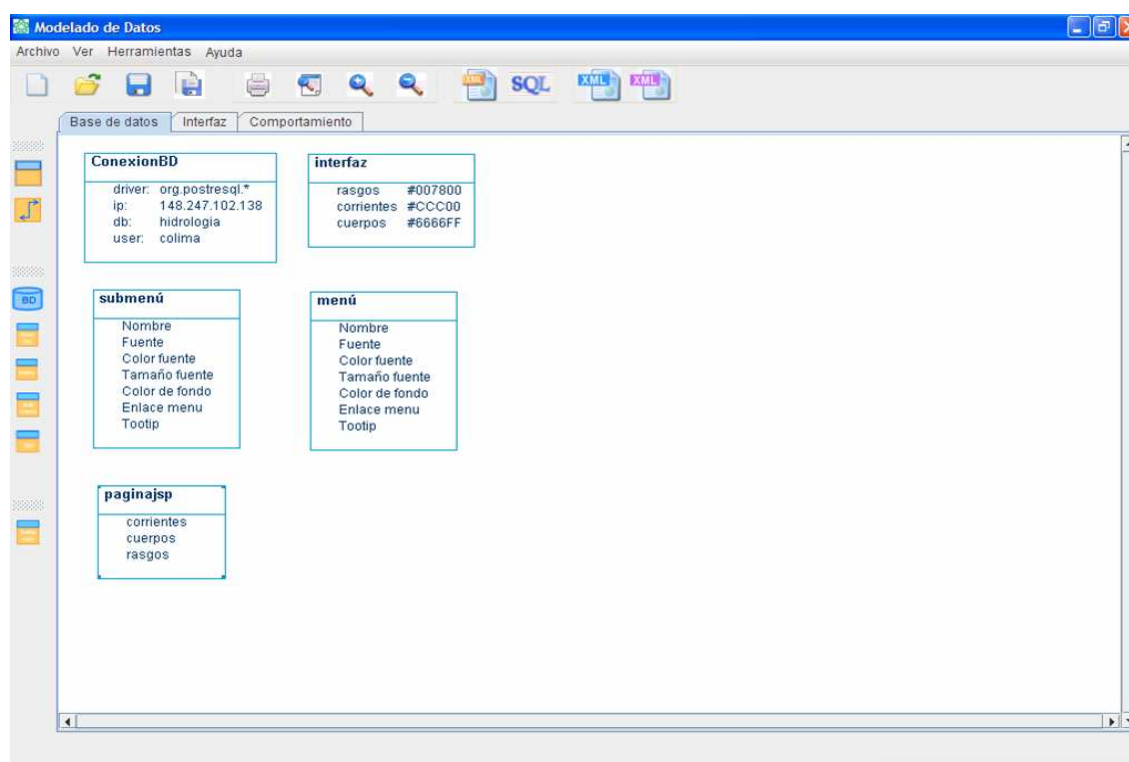 Modelado de Datos
Archivo Ver Herramientas Ayuda
SQL XML XML
Base de datos Interfaz Comportamiento
ConexionBD
driver: org.postresql.*
ip: 148.247.102.138
db: hidrologia
user: colima
interfaz
rasgos #007800
corrientes #CCC00
cuerpos #6666FF
BD
submenú
Nombre
Fuente
Color fuente
Tamaño fuente
Color de fondo
Enlace menu
Tootip
menú
Nombre
Fuente
Color fuente
Tamaño fuente
Color de fondo
Enlace menu
Tootip
paginajsp
corrientes
cuerpos
rasgos